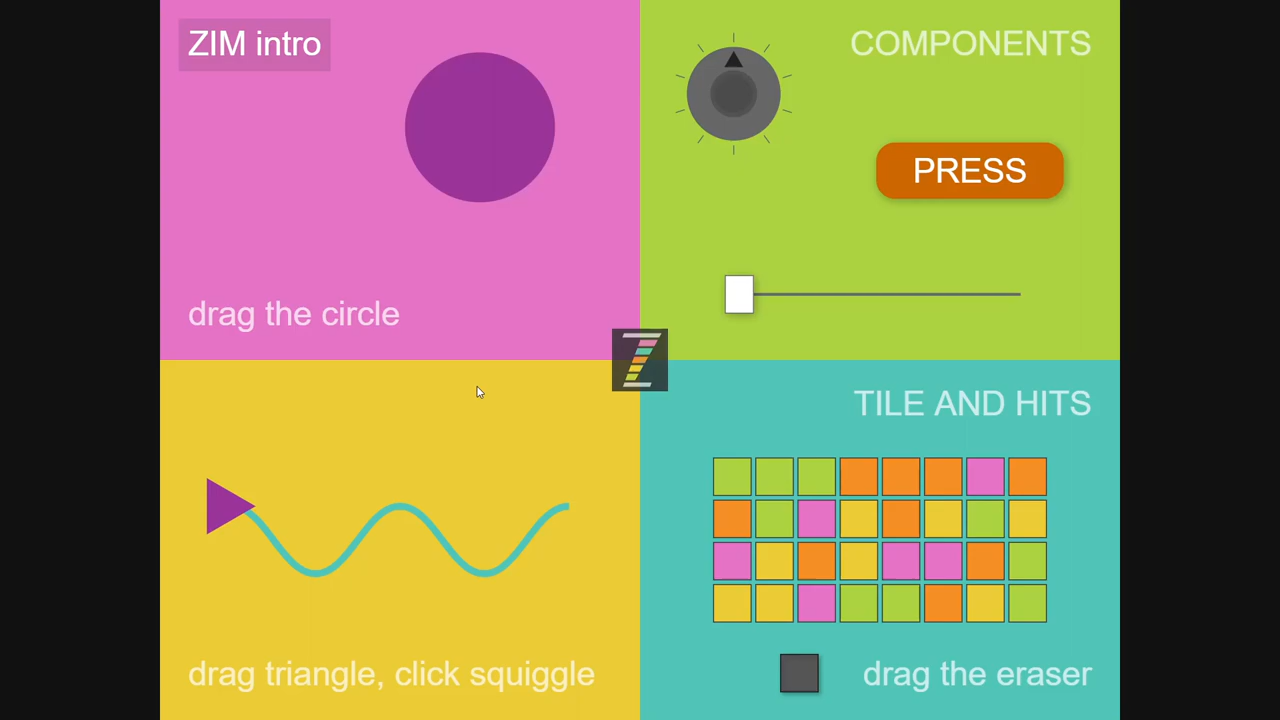 ZIM intro
drag the circle
COMPONENTS
PRESS
drag triangle, click squiggle
TILE AND HITS
drag the eraser